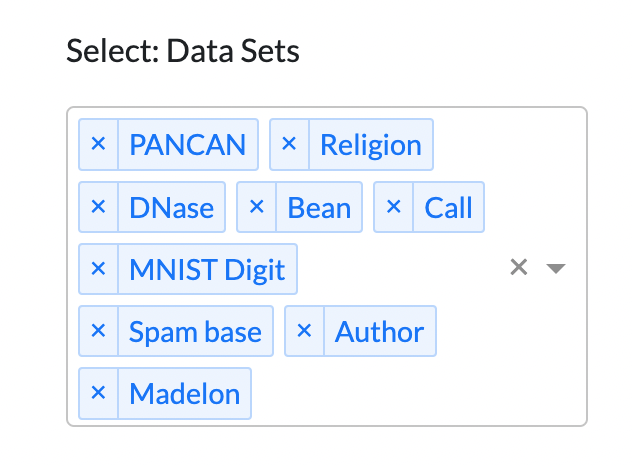 Select: Data Sets
× PANCAN × Religion
× DNase × Bean × Call
× MNIST Digit ×
× Spam base × Author
× Madelon